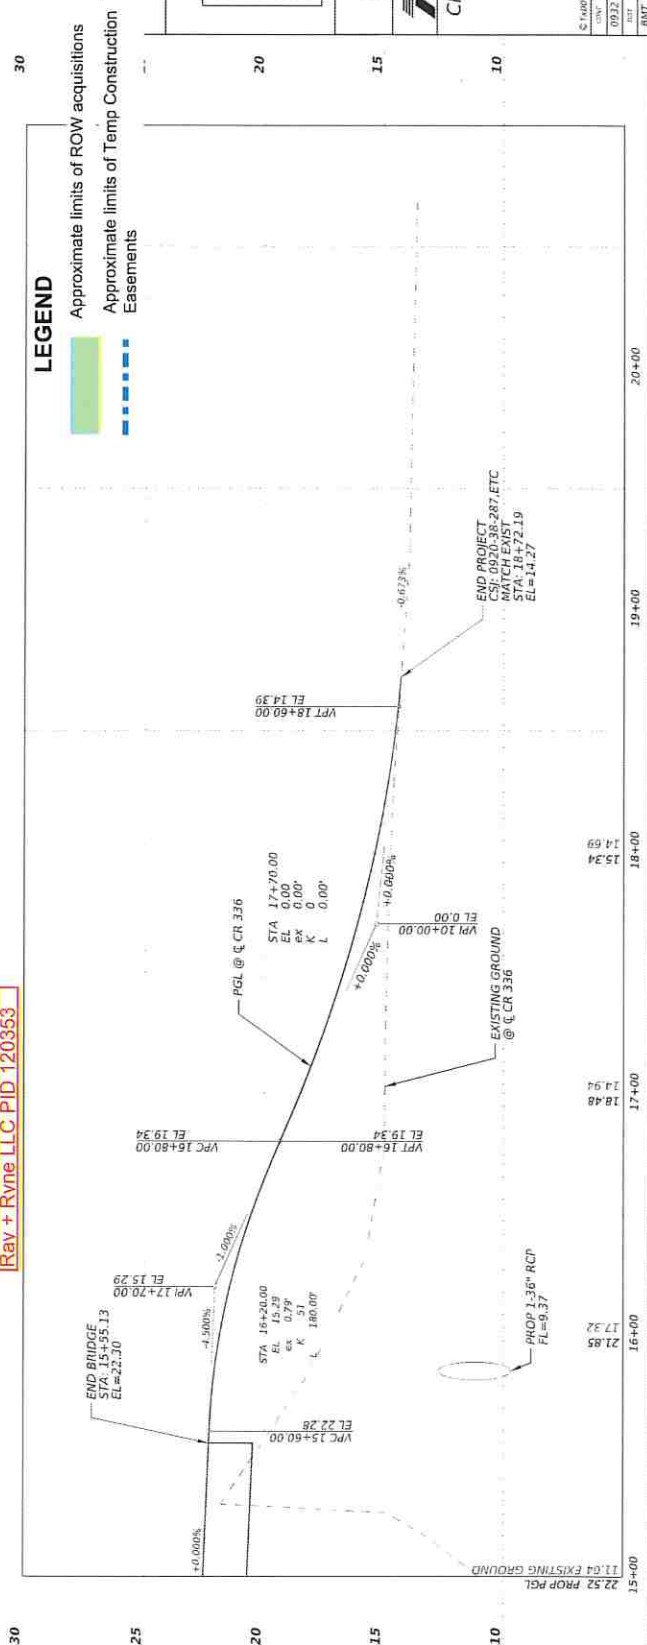 Ray + Ryne LLC PID 120353
LEGEND
Approximate limits of ROW acquisitions
Approximate limits of Temp Construction
Easements
30
25
20
15
10
30
20
15
10
END BRIDGE
STA: 15+55.13
EL=22.30
+0.000%
VPC 15+60.00
EL 22.28
-4.500%
VPI 17+70.00
EL 15.29
-1.000%
STA 16+20.00
EL 15.29
ex 0.79'
K 51
L 180.00'
VPC 16+80.00
EL 19.34
VPT 16+80.00
EL 19.34
PGL @ ℄ CR 336
STA 17+70.00
EL 0.00
ex 0.00'
K 0
L 0.00'
+0.000%
+0.000%
VPI 10+00.00
EL 0.00
VPT 18+60.00
EL 14.39
-0.673%
END PROJECT
CSJ: 0920-38-287,ETC
MATCH EXIST
STA: 18+72.19
EL=14.27
EXISTING GROUND
@ ℄ CR 336
PROP 1-36" RCP
FL=9.37
22.52 PROP PGL
11.04 EXISTING GROUND
21.85
17.32
18.48
14.94
15.34
14.69
15+00
16+00
17+00
18+00
19+00
20+00
CONT
0932
DIST
BMT